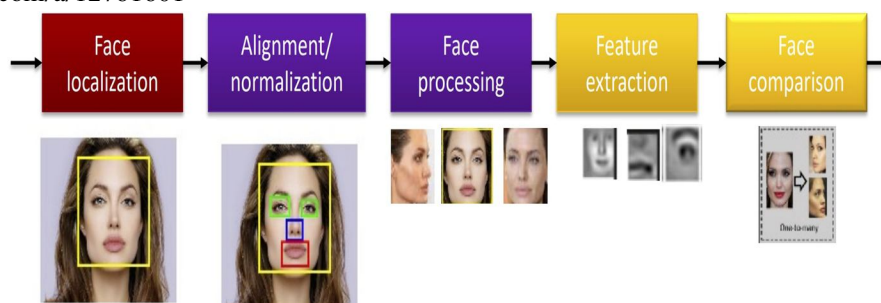 Face
localization
Alignment/
normalization
Face
processing
Feature
extraction
Face
comparison
One-to-many